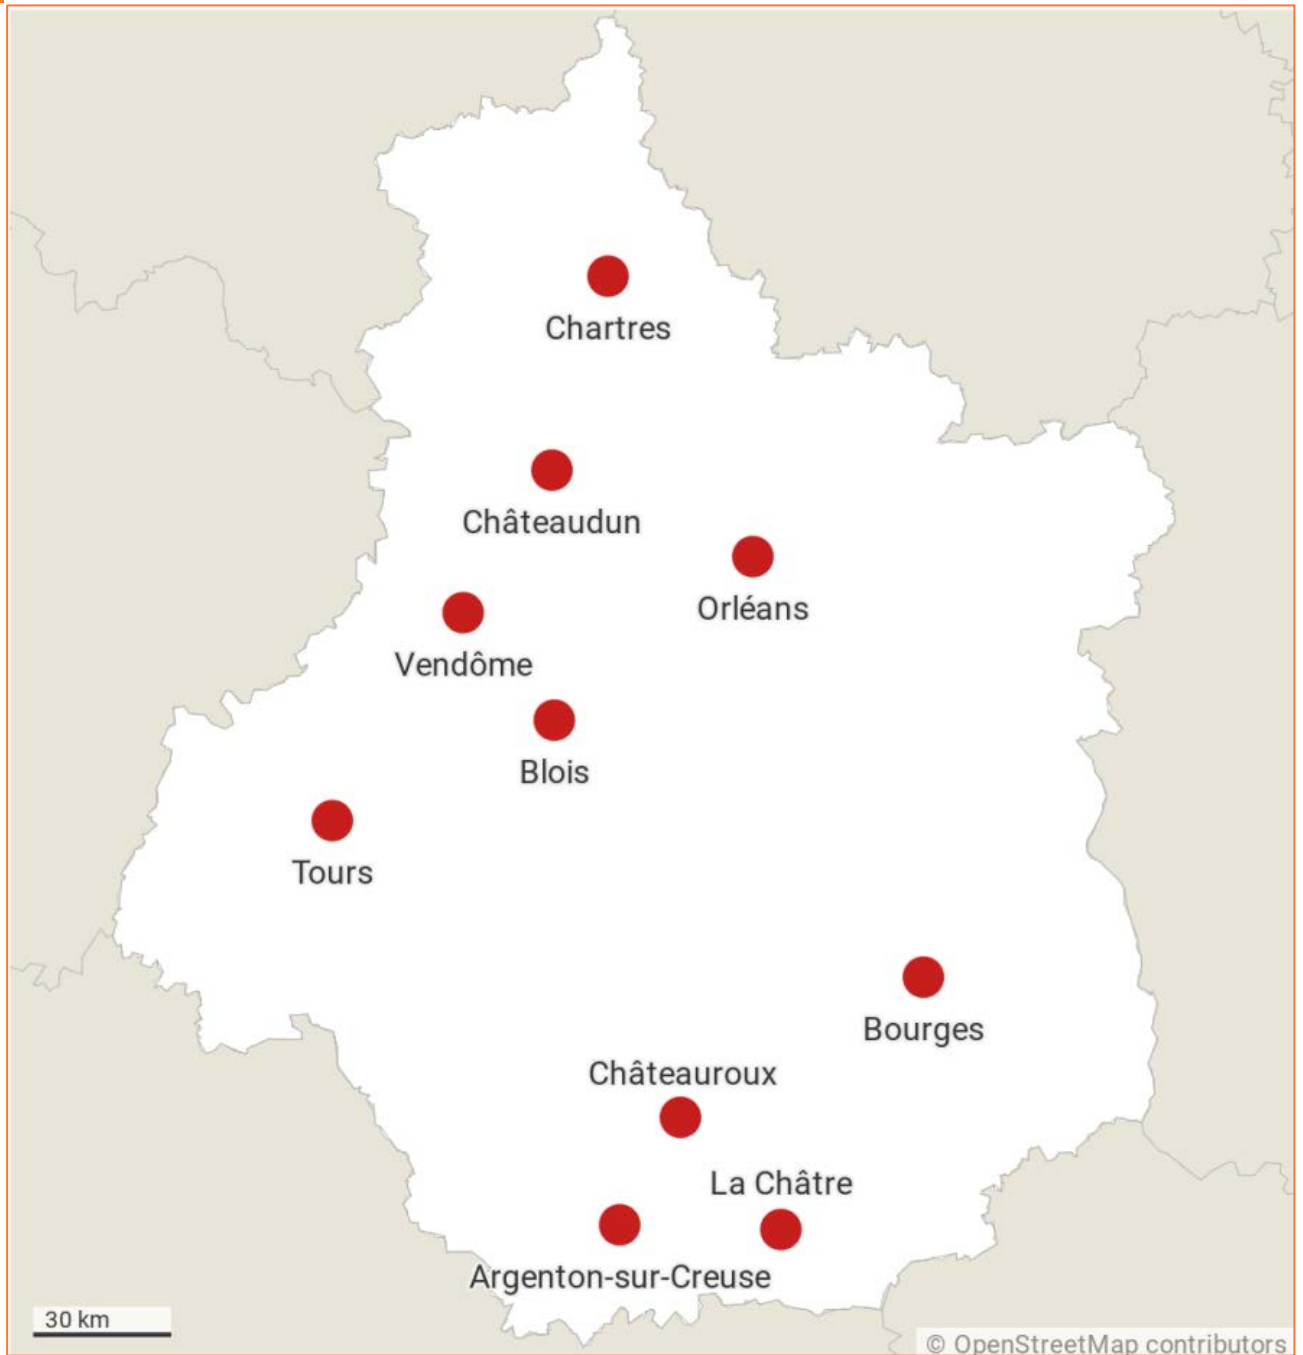 Chartres
Châteaudun
Orléans
Vendôme
Blois
Tours
Bourges
Châteauroux
La Châtre
Argenton-sur-Creuse
30 km
© OpenStreetMap contributors